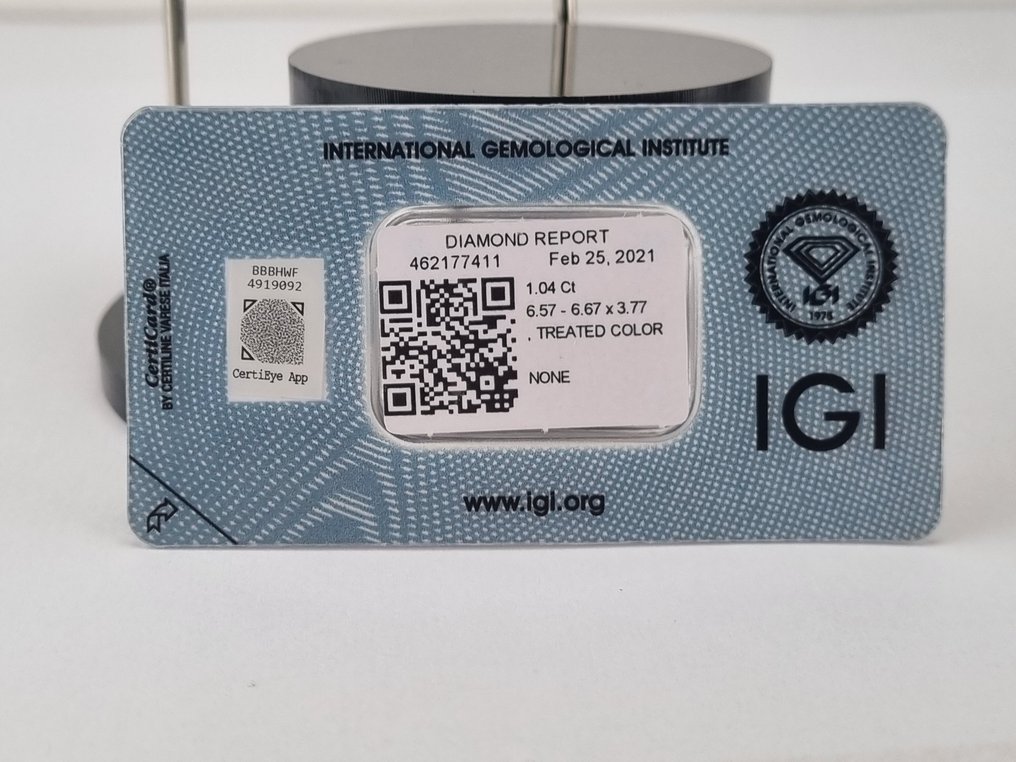 INTERNATIONAL GEMOLOGICAL INSTITUTE
DIAMOND REPORT
462177411 Feb 25, 2021
1.04 Ct
6.57 - 6.67 x 3.77
, TREATED COLOR
NONE
BBBHWF
4919092
CertiEye App
CertiCard®
BY CERTILINE VARESE ITALIA
INTERNATIONAL GEMOLOGICAL INSTITUTE
IGI
1975
IGI
www.igi.org